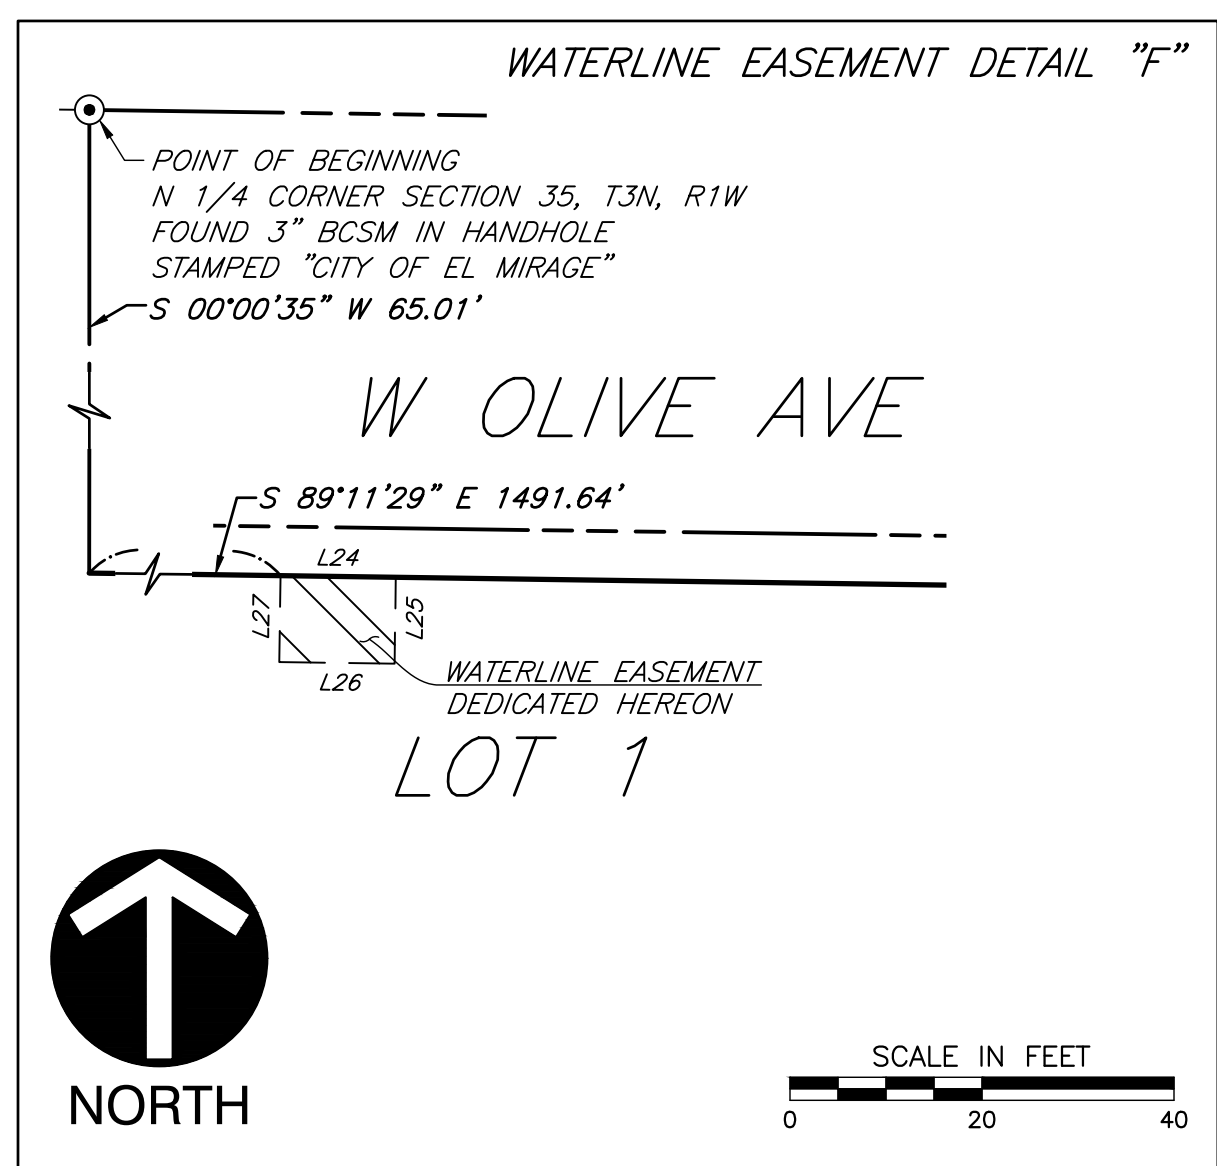 WATERLINE EASEMENT DETAIL "F"
POINT OF BEGINNING
N 1/4 CORNER SECTION 35, T3N, R1W
FOUND 3" BCSM IN HANDHOLE
STAMPED "CITY OF EL MIRAGE"
S 00°00'35" W 65.01'
W OLIVE AVE
S 89°11'29" E 1491.64'
L24
L27
L25
L26
WATERLINE EASEMENT
DEDICATED HEREON
LOT 1
NORTH
SCALE IN FEET
0 20 40